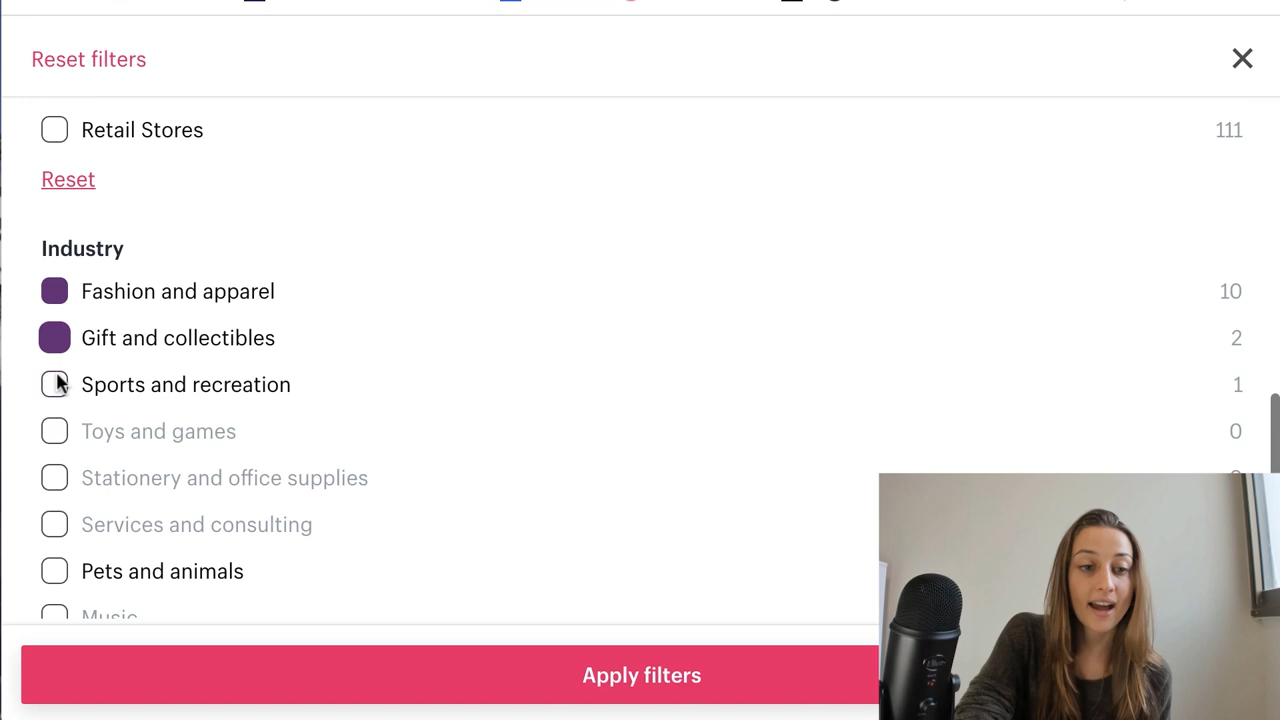 Reset filters
Retail Stores 111
Reset
Industry
Fashion and apparel 10
Gift and collectibles 2
Sports and recreation 1
Toys and games 0
Stationery and office supplies
Services and consulting
Pets and animals
Music
Apply filters